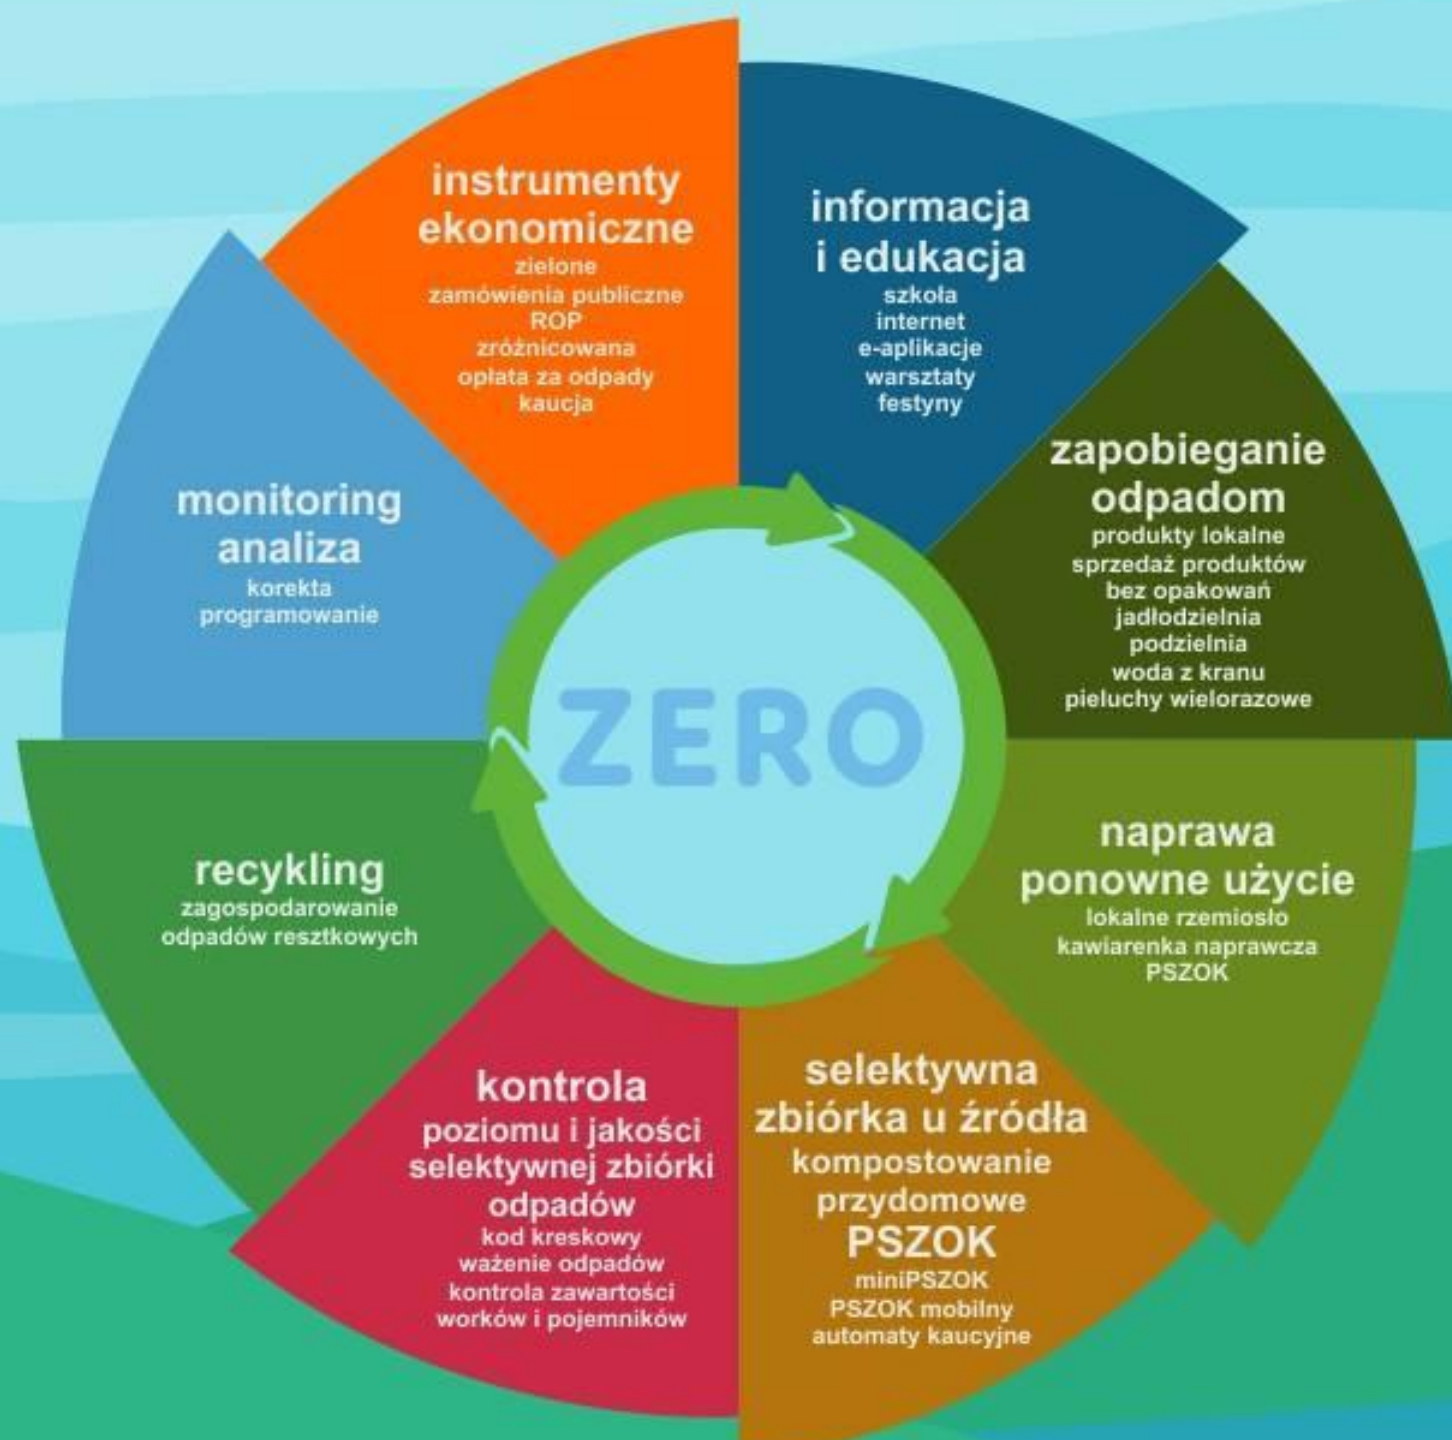 instrumenty
ekonomiczne
zielone
zamówienia publiczne
ROP
zróżnicowana
opłata za odpady
kaucja
informacja
i edukacja
szkoła
internet
e-aplikacje
warsztaty
festyny
zapobieganie
odpadom
produkty lokalne
sprzedaż produktów
bez opakowań
jadłodzielnia
podzielnia
woda z kranu
pieluchy wielorazowe
naprawa
ponowne użycie
lokalne rzemiosło
kawiarenka naprawcza
PSZOK
selektywna
zbiórka u źródła
kompostowanie
przydomowe
PSZOK
miniPSZOK
PSZOK mobilny
automaty kaucyjne
kontrola
poziomu i jakości
selektywnej zbiórki
odpadów
kod kreskowy
ważenie odpadów
kontrola zawartości
worków i pojemników
recykling
zagospodarowanie
odpadów resztkowych
monitoring
analiza
korekta
programowanie
ZERO